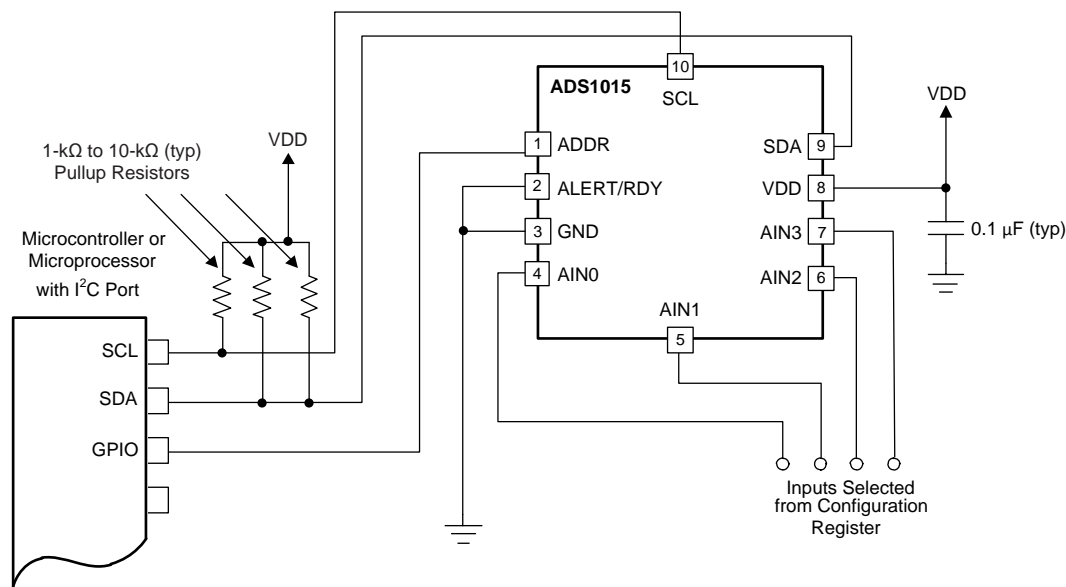 10
ADS1015
SCL
VDD
1-kΩ to 10-kΩ (typ)
Pullup Resistors
VDD
1 ADDR
SDA 9
2 ALERT/RDY
VDD 8
3 GND
AIN3 7
0.1 μF (typ)
Microcontroller or
Microprocessor
with I²C Port
4 AIN0
AIN2 6
AIN1
5
SCL
SDA
GPIO
Inputs Selected
from Configuration
Register